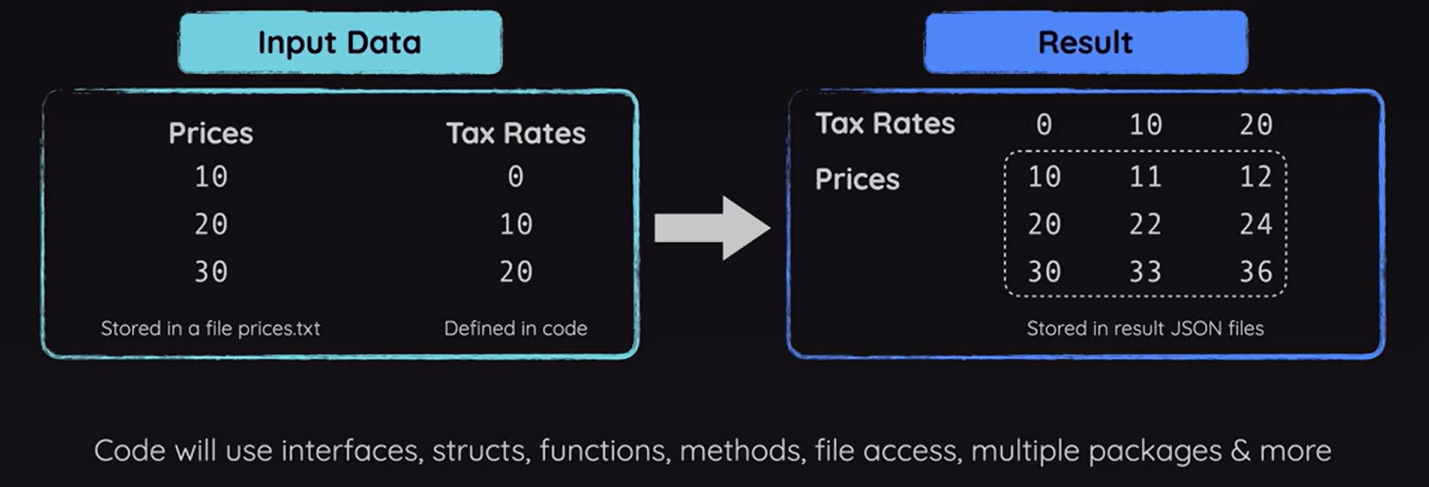 Input Data
Prices Tax Rates
10 0
20 10
30 20
Stored in a file prices.txt Defined in code
Result
Tax Rates 0 10 20
Prices 10 11 12
20 22 24
30 33 36
Stored in result JSON files
Code will use interfaces, structs, functions, methods, file access, multiple packages & more